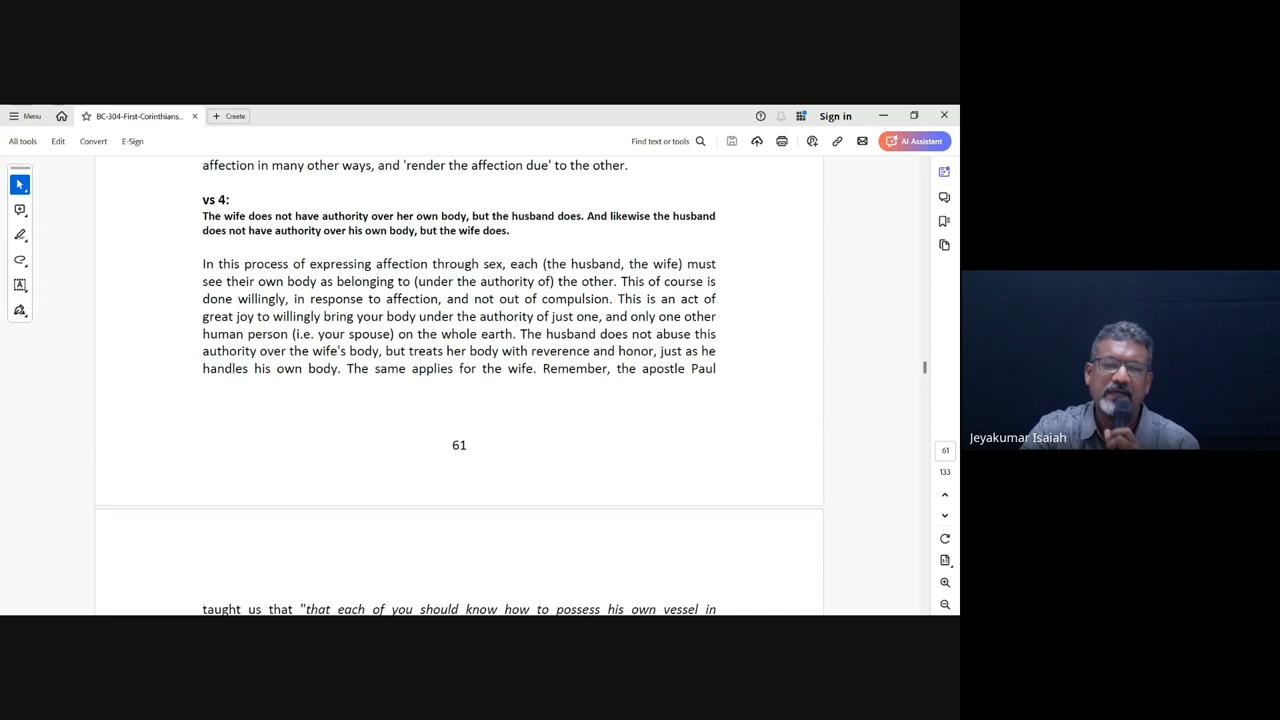 Menu
BC-304-First-Corinthians...
Create
Sign in
All tools
Edit
Convert
E-Sign
Find text or tools
AI Assistant
affection in many other ways, and 'render the affection due' to the other.
vs 4:
The wife does not have authority over her own body, but the husband does. And likewise the husband
does not have authority over his own body, but the wife does.
In this process of expressing affection through sex, each (the husband, the wife) must
see their own body as belonging to (under the authority of) the other. This of course is
done willingly, in response to affection, and not out of compulsion. This is an act of
great joy to willingly bring your body under the authority of just one, and only one other
human person (i.e. your spouse) on the whole earth. The husband does not abuse this
authority over the wife's body, but treats her body with reverence and honor, just as he
handles his own body. The same applies for the wife. Remember, the apostle Paul
61
taught us that "that each of you should know how to possess his own vessel in
61
133
Jeyakumar Isaiah